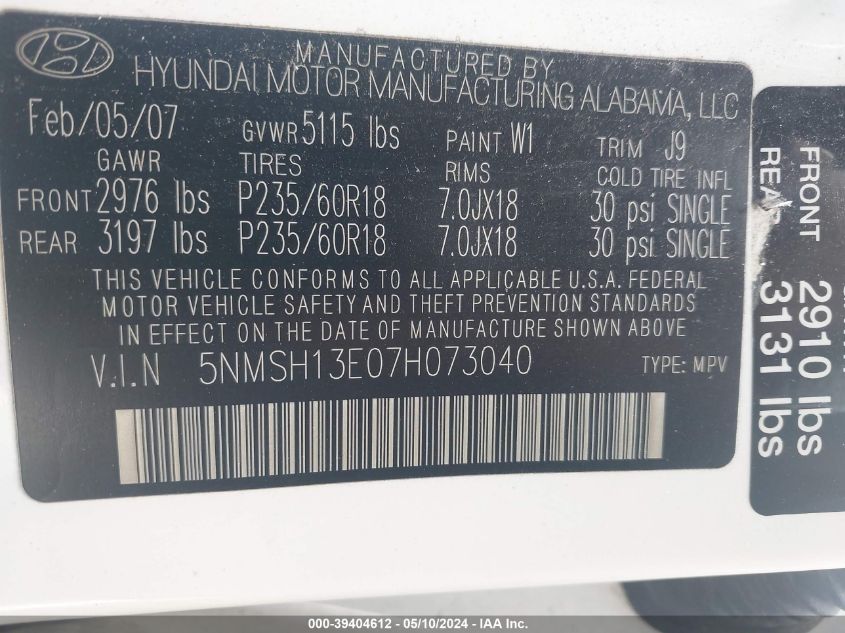 MANUFACTURED BY
HYUNDAI MOTOR MANUFACTURING ALABAMA, LLC
Feb/05/07 GVWR 5115 lbs PAINT W1 TRIM J9
GAWR TIRES RIMS COLD TIRE INFL
FRONT 2976 lbs P235/60R18 7.0JX18 30 psi SINGLE
REAR 3197 lbs P235/60R18 7.0JX18 30 psi SINGLE
THIS VEHICLE CONFORMS TO ALL APPLICABLE U.S.A. FEDERAL
MOTOR VEHICLE SAFETY AND THEFT PREVENTION STANDARDS
IN EFFECT ON THE DATE OF MANUFACTURE SHOWN ABOVE
V.I.N 5NMSH13E07H073040 TYPE: MPV
FRONT 2910 lbs
REAR 3131 lbs
000-39404612 - 05/10/2024 - IAA Inc.